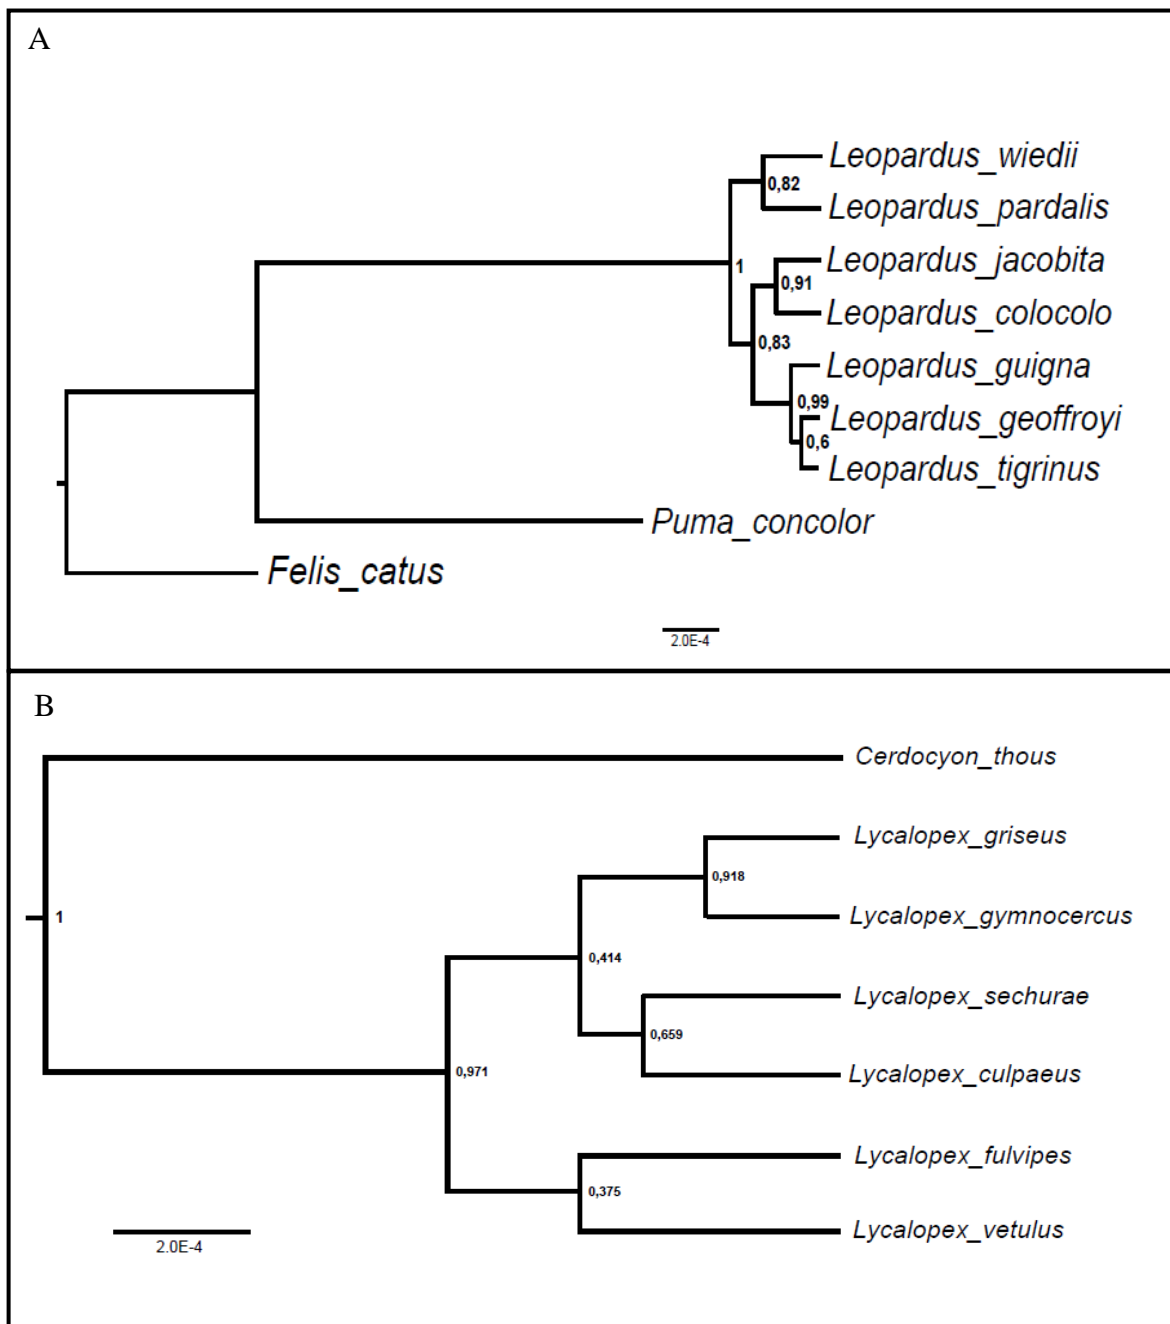 A
Leopardus_wiedii
0,82
Leopardus_pardalis
Leopardus_jacobita
1
0,91
Leopardus_colocolo
0,83
Leopardus_guigna
0,99
Leopardus_geoffroyi
0,6
Leopardus_tigrinus
Puma_concolor
Felis_catus
2.0E-4
B
Cerdocyon_thous
Lycalopex_griseus
0,918
1
Lycalopex_gymnocercus
0,414
Lycalopex_sechurae
0,659
0,971
Lycalopex_culpaeus
Lycalopex_fulvipes
0,375
Lycalopex_vetulus
2.0E-4